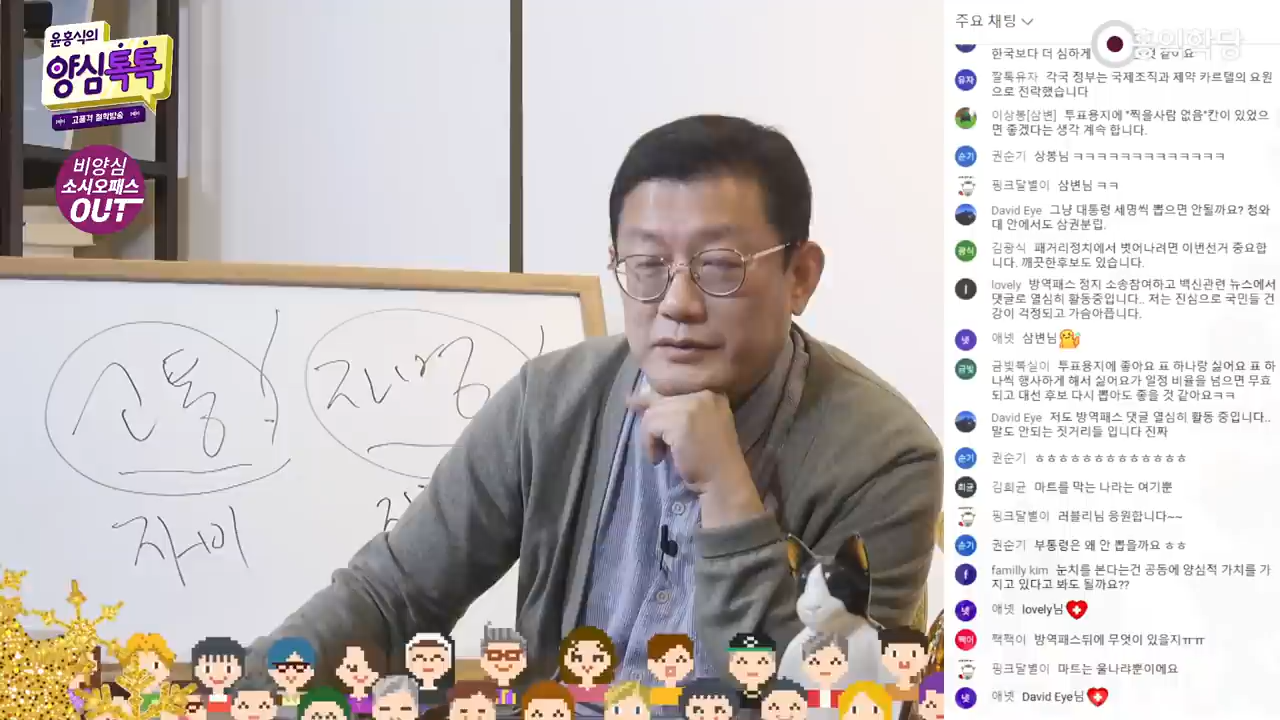 윤홍식의
양심톡톡
고품격 철학방송
비양심
소시오패스
OUT
신통
자명
자비
주요 채팅
홍익학당
한국보다 더 심하게
짤톡유자 각국 정부는 국제조직과 제약 카르텔의 요원
으로 전락했습니다
이상봉[삼변] 투표용지에 "찍을사람 없음"칸이 있었으
면 좋겠다는 생각 계속 합니다.
권순기 상봉님 ㅋㅋㅋㅋㅋㅋㅋㅋㅋㅋㅋㅋㅋ
핑크달별이 삼변님 ㅋㅋ
David Eye 그냥 대통령 세명씩 뽑으면 안될까요? 청와
대 안에서도 삼권분립.
김광식 패거리정치에서 벗어나려면 이번선거 중요합
니다. 깨끗한후보도 있습니다.
lovely 방역패스 정지 소송참여하고 백신관련 뉴스에서
댓글로 열심히 활동중입니다.. 저는 진심으로 국민들 건
강이 걱정되고 가슴아픕니다.
애넷 삼변님
금빛뚝실이 투표용지에 좋아요 표 하나랑 싫어요 표 하
나씩 행사하게 해서 싫어요가 일정 비율을 넘으면 무효
되고 대선 후보 다시 뽑아도 좋을 것 같아요ㅋㅋ
David Eye 저도 방역패스 댓글 열심히 활동 중입니다..
말도 안되는 짓거리들 입니다 진짜
권순기 ㅎㅎㅎㅎㅎㅎㅎㅎㅎㅎㅎㅎㅎ
김희균 마트를 막는 나라는 여기뿐
핑크달별이 러블리님 응원합니다~~
권순기 부통령은 왜 안 뽑을까요 ㅎㅎ
familly kim 눈치를 본다는건 공동에 양심적 가치를 가
지고 있다고 봐도 될까요??
애넷 lovely님
짹짹이 방역패스뒤에 무엇이 있을지ㅠㅠ
핑크달별이 마트는 울나랴뿐이에요
애넷 David Eye님